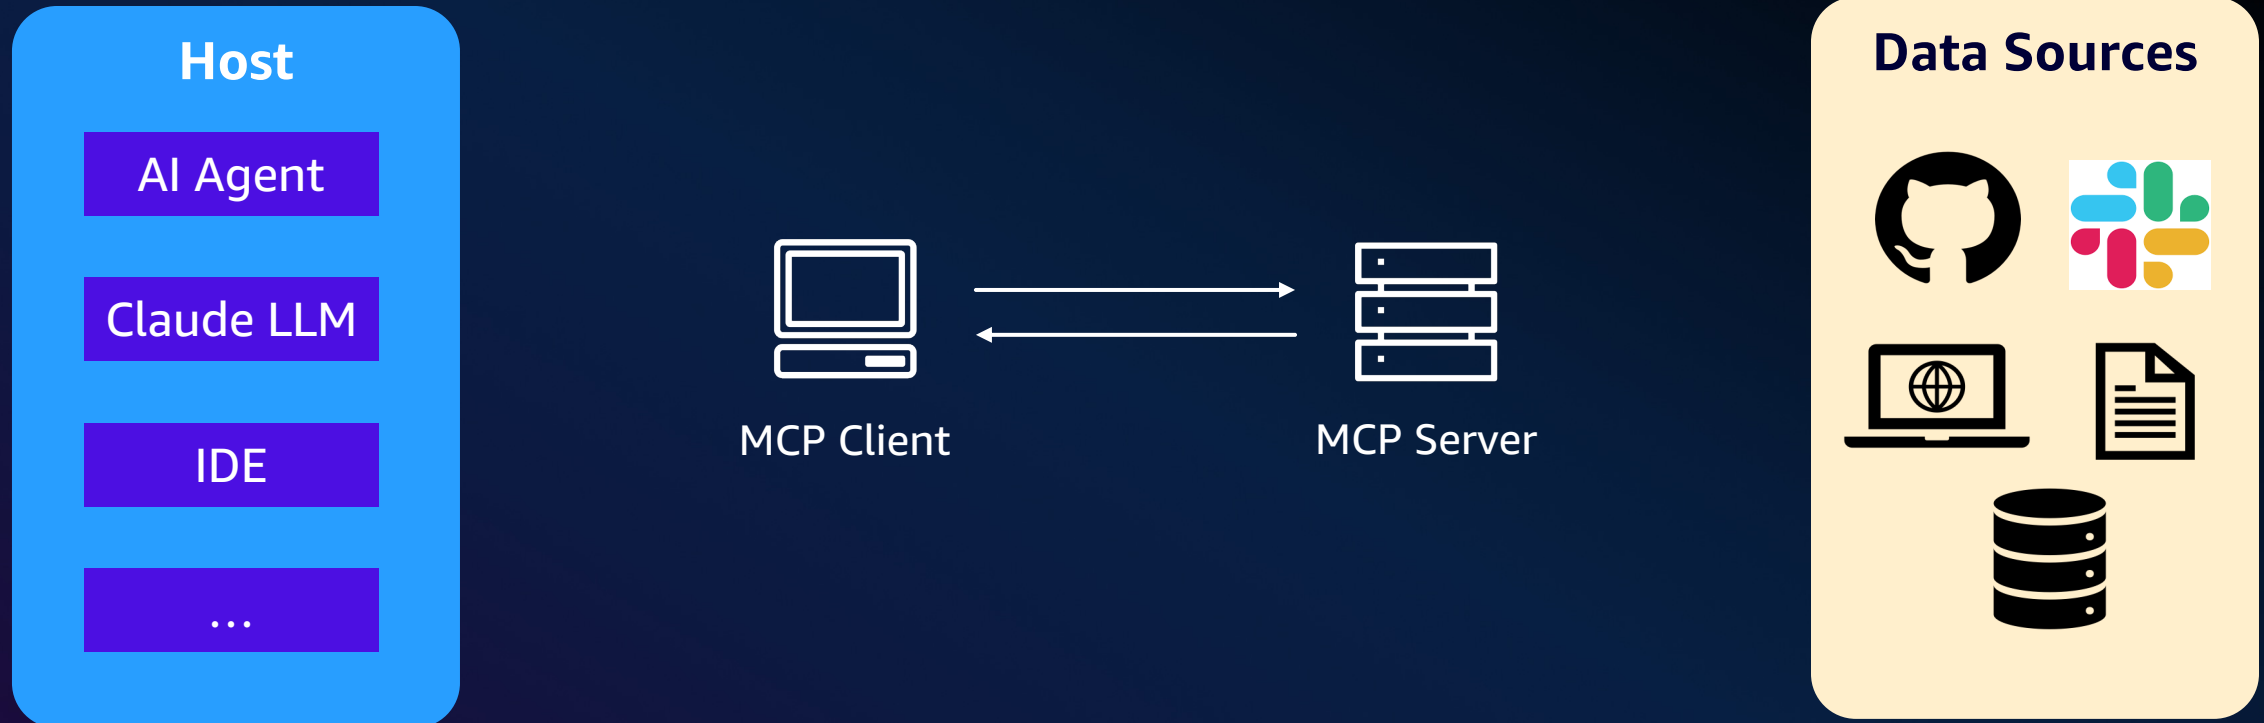 Host
AI Agent
Claude LLM
IDE
...
MCP Client
MCP Server
Data Sources